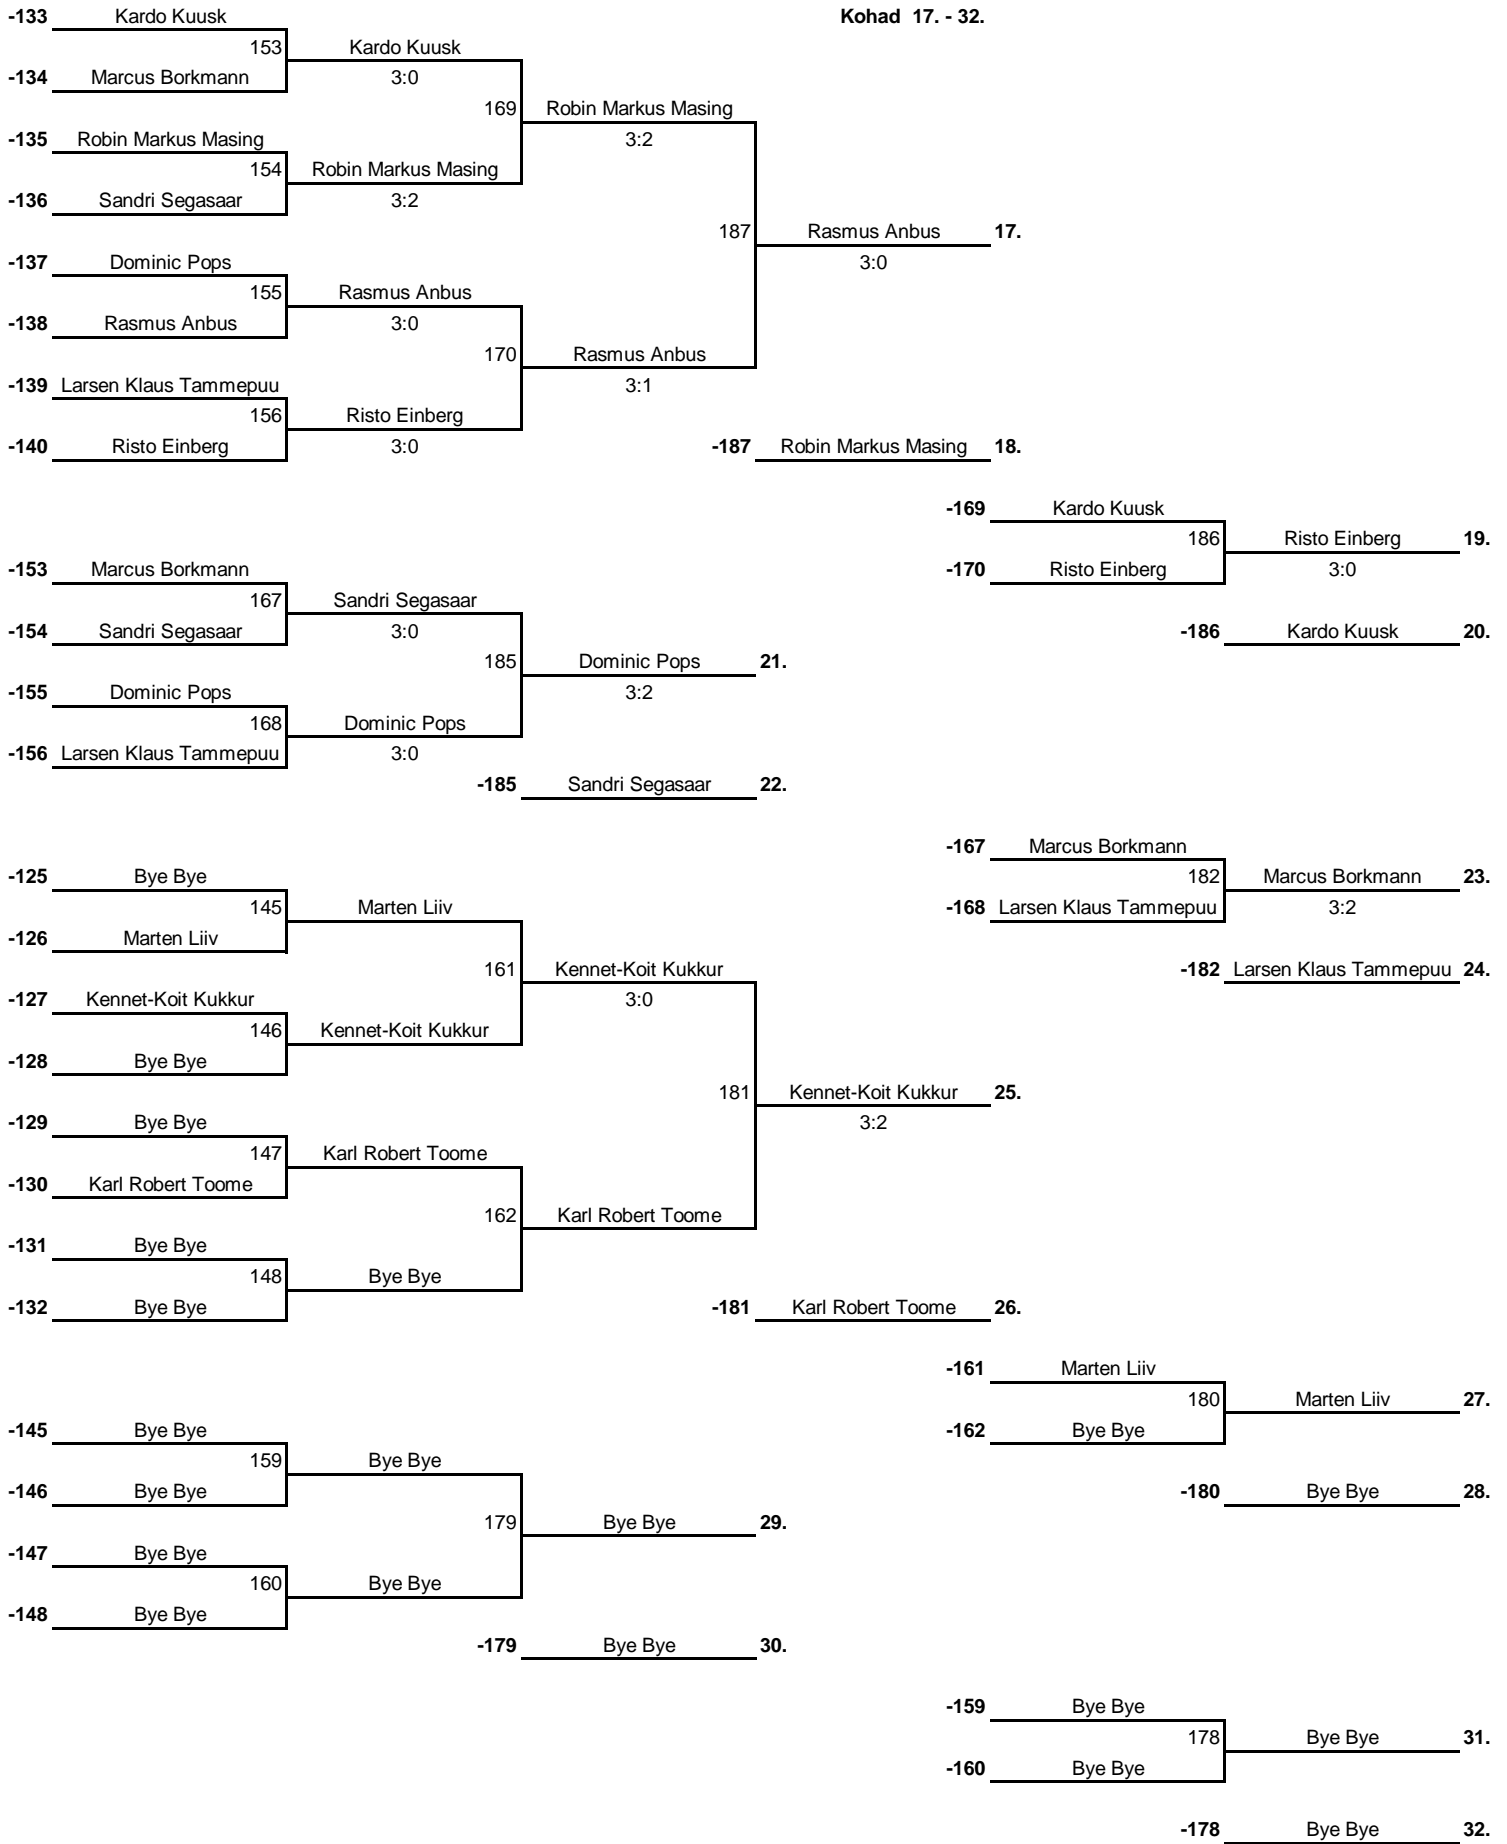 -133 Kardo Kuusk Kohad 17. - 32.
153 Kardo Kuusk
-134 Marcus Borkmann 3:0
169 Robin Markus Masing
-135 Robin Markus Masing 3:2
154 Robin Markus Masing
-136 Sandri Segasaar 3:2
187 Rasmus Anbus 17.
-137 Dominic Pops 3:0
155 Rasmus Anbus
-138 Rasmus Anbus 3:0
170 Rasmus Anbus
-139 Larsen Klaus Tammepuu 3:1
156 Risto Einberg
-140 Risto Einberg 3:0 -187 Robin Markus Masing 18.
-169 Kardo Kuusk
186 Risto Einberg 19.
-153 Marcus Borkmann -170 Risto Einberg 3:0
167 Sandri Segasaar
-154 Sandri Segasaar 3:0 -186 Kardo Kuusk 20.
185 Dominic Pops 21.
-155 Dominic Pops 3:2
168 Dominic Pops
-156 Larsen Klaus Tammepuu 3:0
-185 Sandri Segasaar 22.
-167 Marcus Borkmann
-125 Bye Bye 182 Marcus Borkmann 23.
145 Marten Liiv -168 Larsen Klaus Tammepuu 3:2
-126 Marten Liiv
161 Kennet-Koit Kukkur -182 Larsen Klaus Tammepuu 24.
-127 Kennet-Koit Kukkur 3:0
146 Kennet-Koit Kukkur
-128 Bye Bye
181 Kennet-Koit Kukkur 25.
-129 Bye Bye 3:2
147 Karl Robert Toome
-130 Karl Robert Toome
162 Karl Robert Toome
-131 Bye Bye
148 Bye Bye
-132 Bye Bye -181 Karl Robert Toome 26.
-161 Marten Liiv
180 Marten Liiv 27.
-145 Bye Bye -162 Bye Bye
159 Bye Bye
-146 Bye Bye -180 Bye Bye 28.
179 Bye Bye 29.
-147 Bye Bye
160 Bye Bye
-148 Bye Bye
-179 Bye Bye 30.
-159 Bye Bye
178 Bye Bye 31.
-160 Bye Bye
-178 Bye Bye 32.